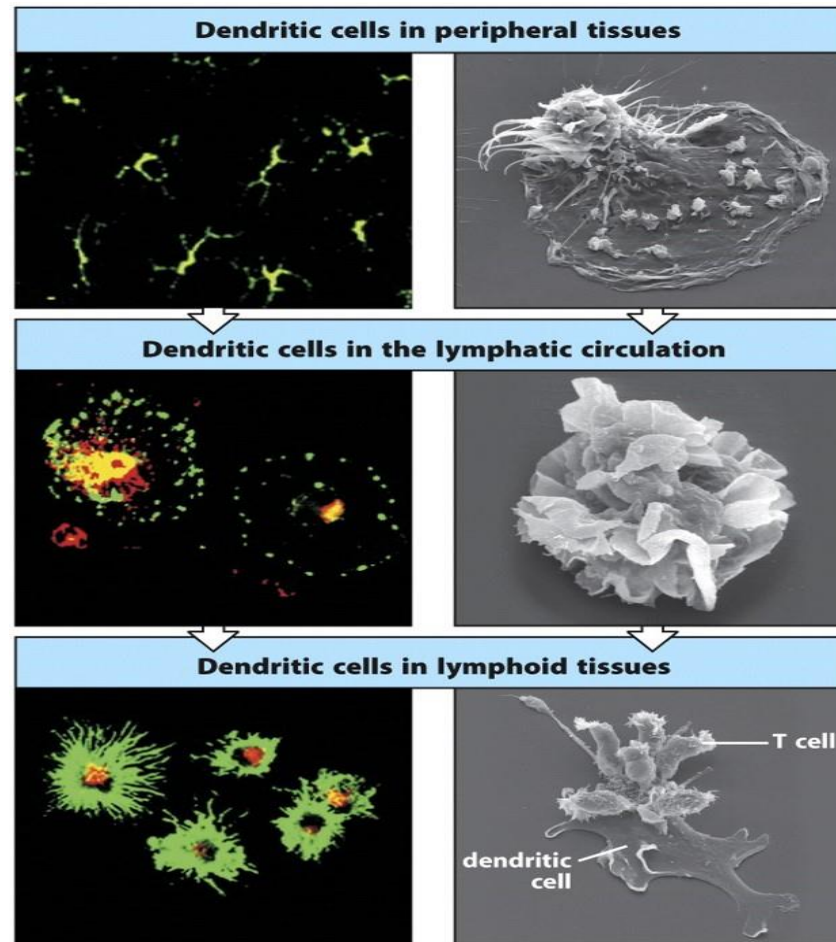 Dendritic cells in peripheral tissues
Dendritic cells in the lymphatic circulation
Dendritic cells in lymphoid tissues
T cell
dendritic
cell